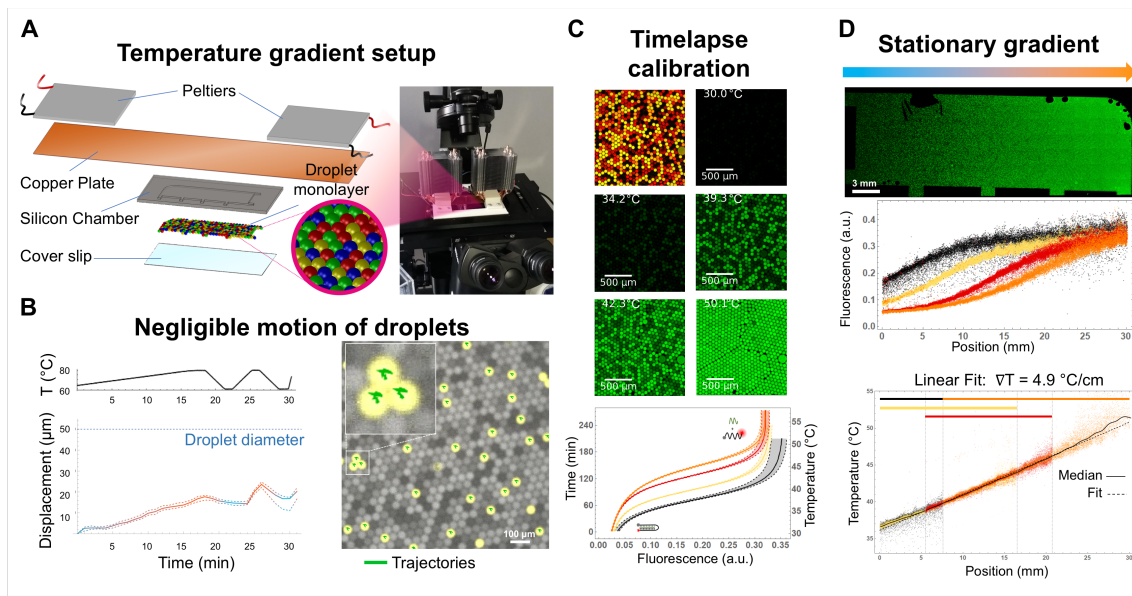 A
Temperature gradient setup
Peltiers
Copper Plate
Droplet
monolayer
Silicon Chamber
Cover slip
B
Negligible motion of droplets
T (°C)
80
60
5 10 15 20 25 30
Displacement (µm)
50
40
30
20
10
Droplet diameter
5 10 15 20 25 30
Time (min)
100 µm
Trajectories
C
Timelapse
calibration
30.0°C
500 µm
500 µm
34.2°C
39.3°C
500 µm
500 µm
42.3°C
50.1°C
500 µm
500 µm
Time (min)
240
180
120
60
0
Temperature (°C)
55
50
45
40
35
30
0.00 0.05 0.10 0.15 0.20 0.25 0.30 0.35
Fluorescence (a.u.)
D
Stationary gradient
3 mm
Fluorescence (a.u.)
0.4
0.3
0.2
0.1
0.0
0 5 10 15 20 25 30
Position (mm)
Linear Fit: ∇T = 4.9 °C/cm
Temperature (°C)
55
50
45
40
35
Median
Fit
0 5 10 15 20 25 30
Position (mm)